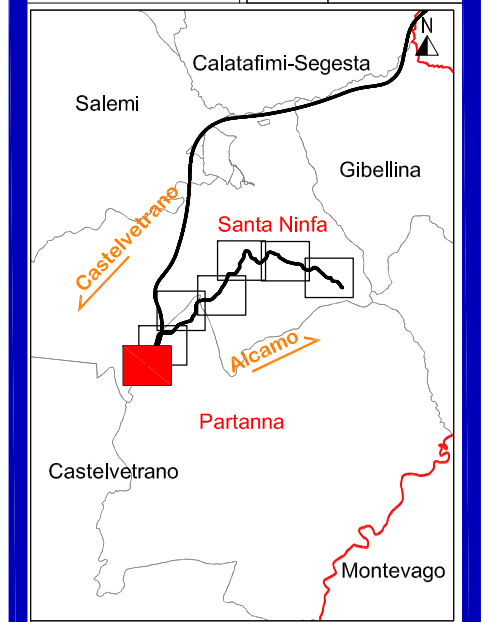 N
Calatafimi-Segesta
Salemi
Gibellina
Castelvetrano
Santa Ninfa
Alcamo
Partanna
Castelvetrano
Montevago